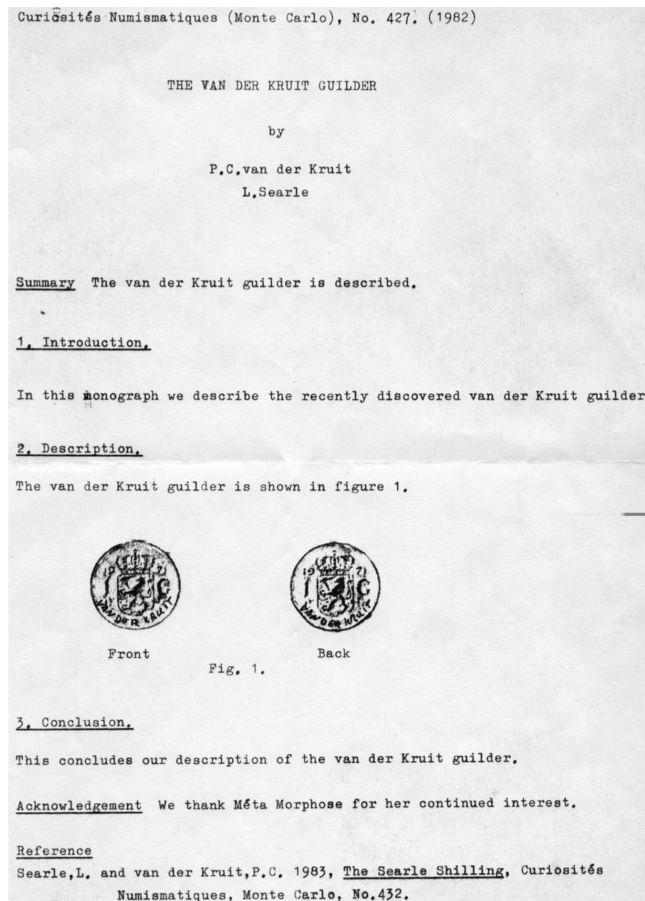 Curiosités Numismatiques (Monte Carlo), No. 427. (1982)
THE VAN DER KRUIT GUILDER
by
P.C.van der Kruit
L.Searle
Summary The van der Kruit guilder is described.
1. Introduction.
In this monograph we describe the recently discovered van der Kruit guilder
2. Description.
The van der Kruit guilder is shown in figure 1.
19 71
1 G
VAN DER KRUIT
19 71
1 G
VAN DER KRUIT
Front Back
Fig. 1.
3. Conclusion.
This concludes our description of the van der Kruit guilder.
Acknowledgement We thank Méta Morphose for her continued interest.
Reference
Searle,L. and van der Kruit,P.C. 1983, The Searle Shilling, Curiosités
Numismatiques, Monte Carlo, No.432.